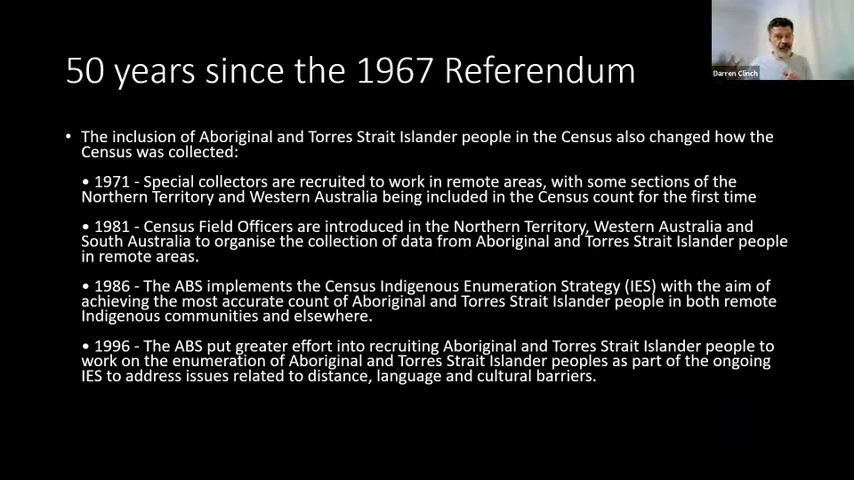 50 years since the 1967 Referendum
Darren Clinch
• The inclusion of Aboriginal and Torres Strait Islander people in the Census also changed how the
Census was collected:
• 1971 - Special collectors are recruited to work in remote areas, with some sections of the
Northern Territory and Western Australia being included in the Census count for the first time
• 1981 - Census Field Officers are introduced in the Northern Territory, Western Australia and
South Australia to organise the collection of data from Aboriginal and Torres Strait Islander people
in remote areas.
• 1986 - The ABS implements the Census Indigenous Enumeration Strategy (IES) with the aim of
achieving the most accurate count of Aboriginal and Torres Strait Islander people in both remote
Indigenous communities and elsewhere.
• 1996 - The ABS put greater effort into recruiting Aboriginal and Torres Strait Islander people to
work on the enumeration of Aboriginal and Torres Strait Islander peoples as part of the ongoing
IES to address issues related to distance, language and cultural barriers.